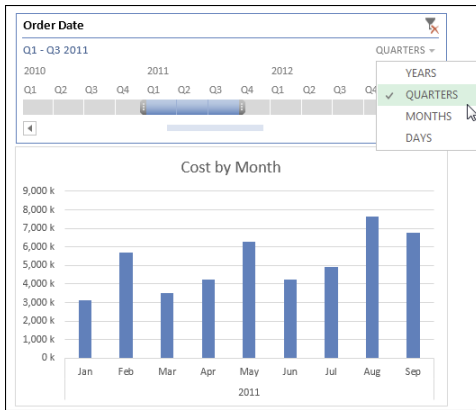 Order Date
Q1 - Q3 2011 QUARTERS
2010 2011 2012
Q1 Q2 Q3 Q4 Q1 Q2 Q3 Q4 Q1 Q2 Q3
YEARS
QUARTERS
MONTHS
DAYS
Cost by Month
9,000 k
8,000 k
7,000 k
6,000 k
5,000 k
4,000 k
3,000 k
2,000 k
1,000 k
0 k
Jan Feb Mar Apr May Jun Jul Aug Sep
2011